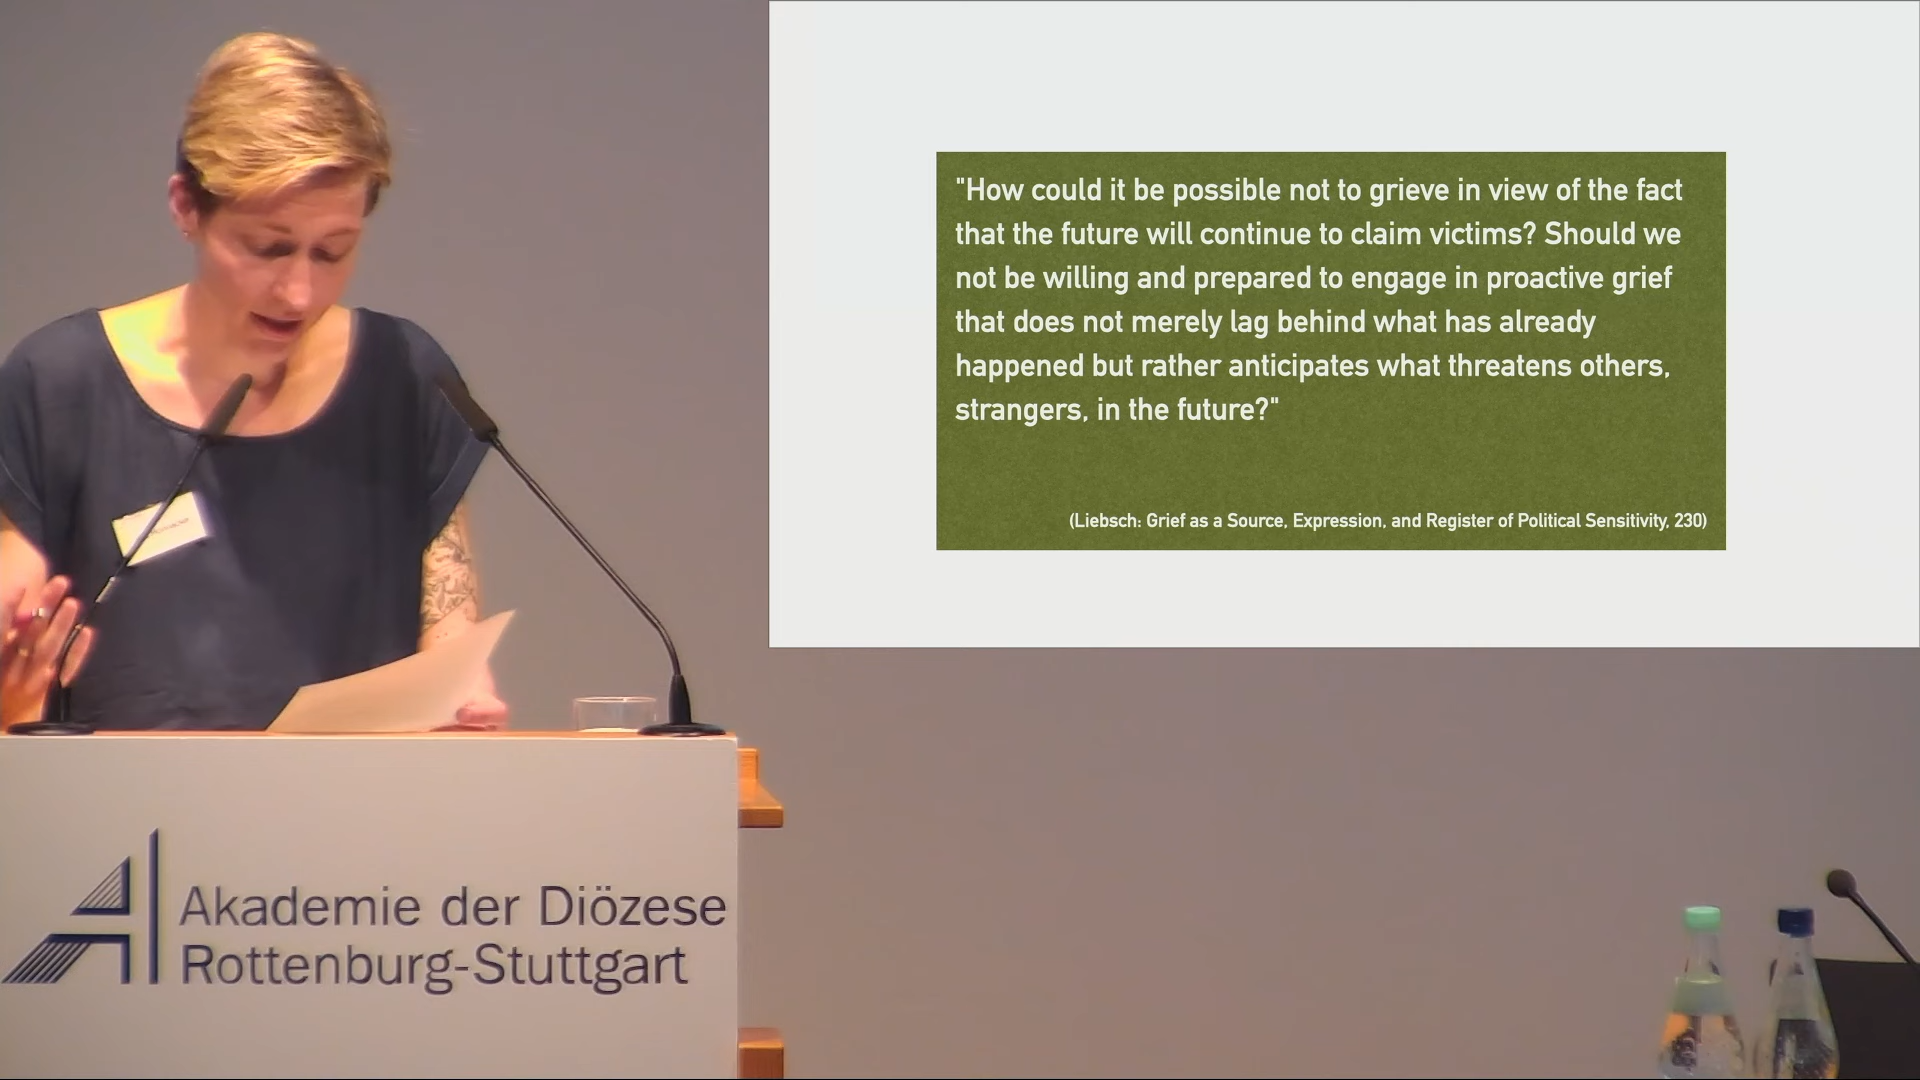 "How could it be possible not to grieve in view of the fact
that the future will continue to claim victims? Should we
not be willing and prepared to engage in proactive grief
that does not merely lag behind what has already
happened but rather anticipates what threatens others,
strangers, in the future?"
(Liebsch: Grief as a Source, Expression, and Register of Political Sensitivity, 230)
Akademie der Diözese
Rottenburg-Stuttgart